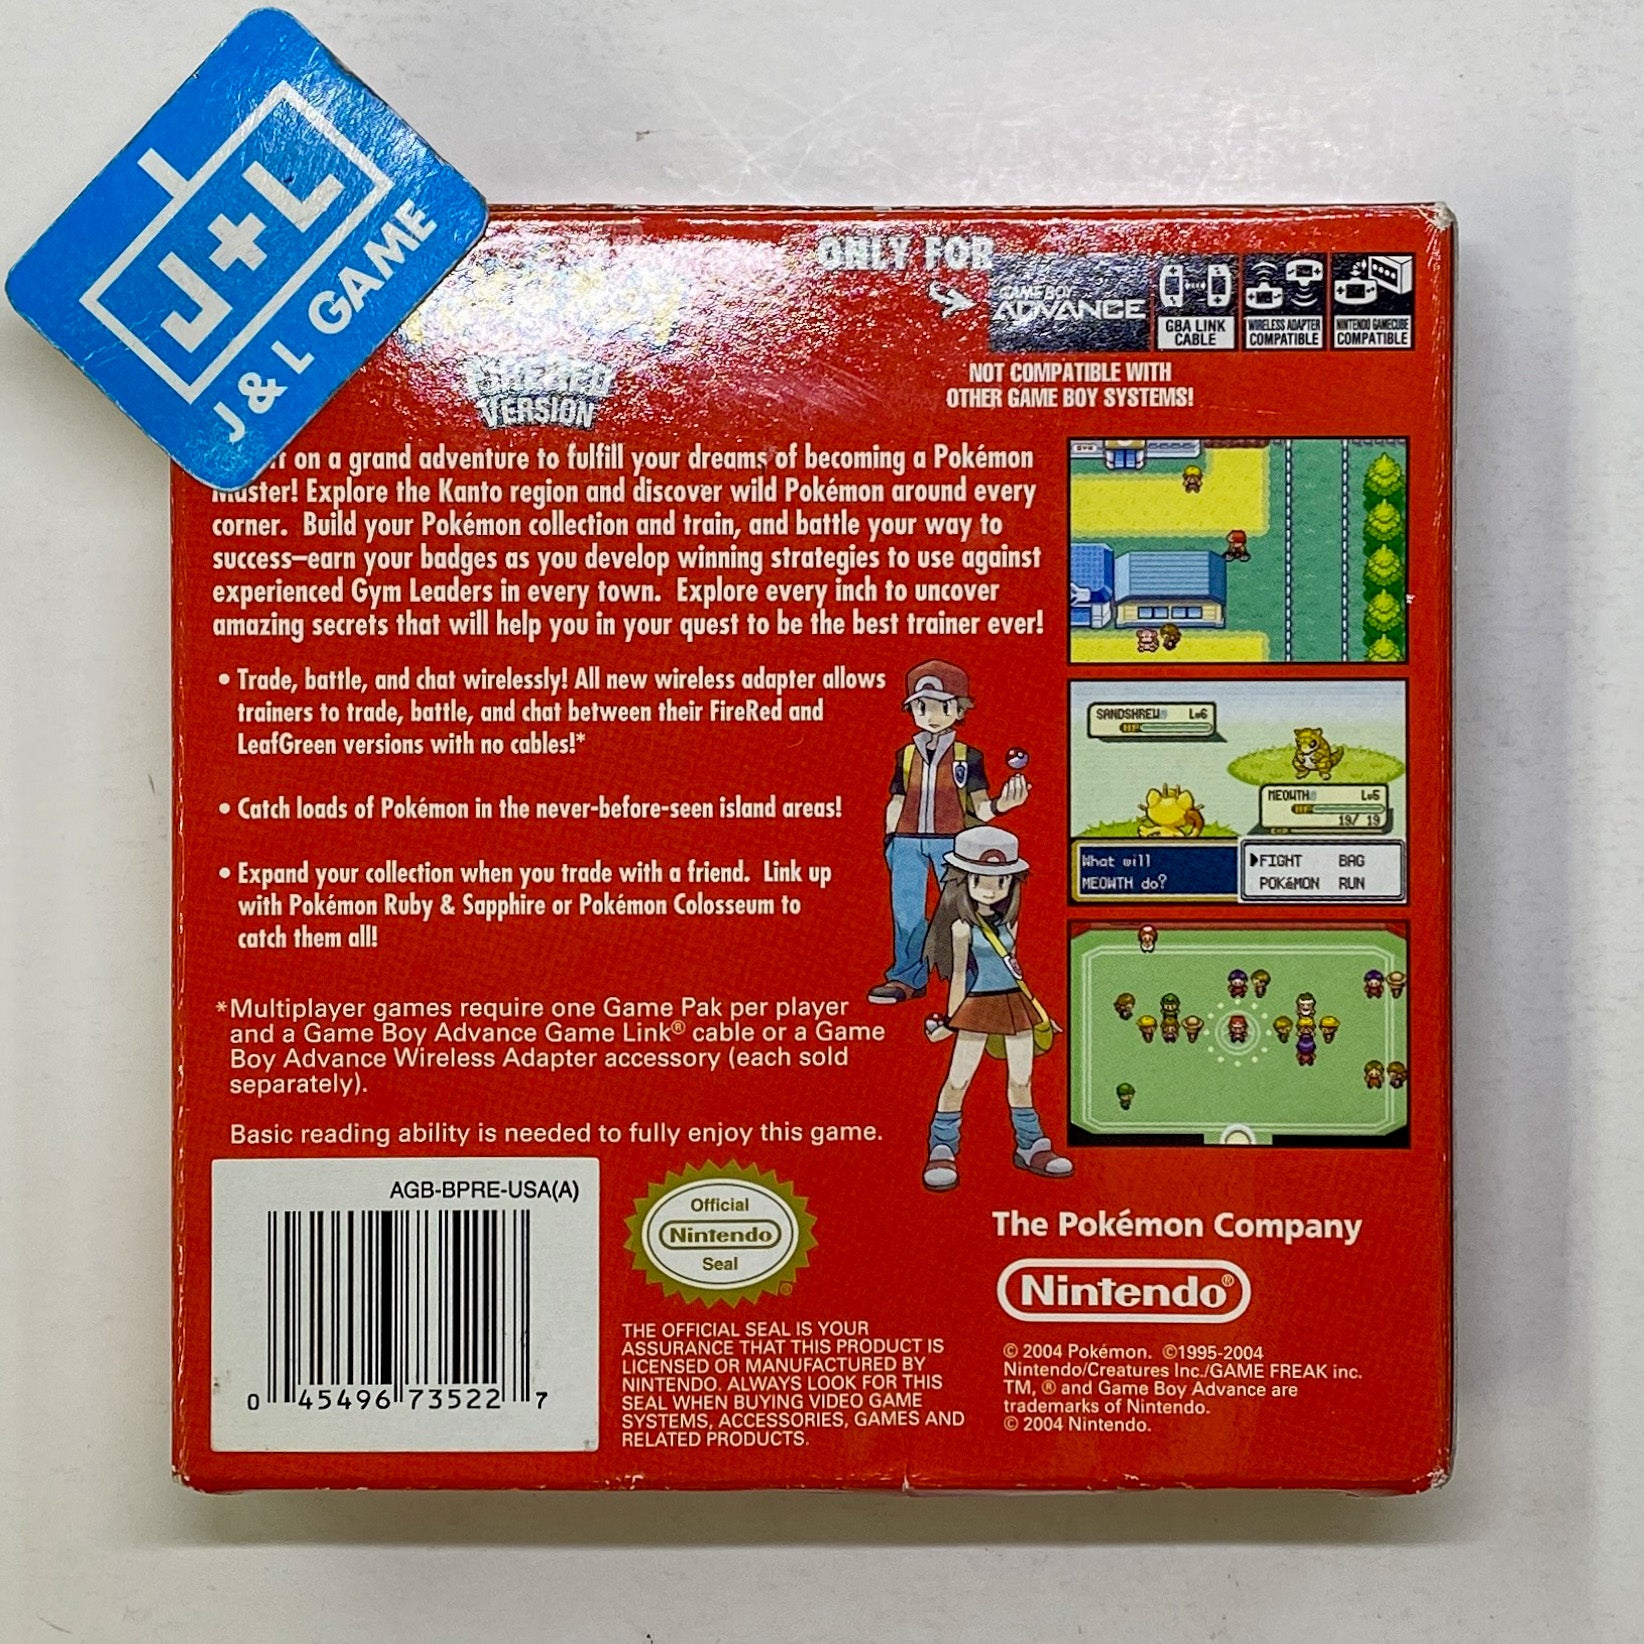 J+L
J & L GAME
ONLY FOR
GAME BOY
ADVANCE
GBA LINK
CABLE
WIRELESS ADAPTER
COMPATIBLE
NINTENDO GAMECUBE
COMPATIBLE
FIRERED
VERSION
NOT COMPATIBLE WITH
OTHER GAME BOY SYSTEMS!
on a grand adventure to fulfill your dreams of becoming a Pokémon
Master! Explore the Kanto region and discover wild Pokémon around every
corner. Build your Pokémon collection and train, and battle your way to
success—earn your badges as you develop winning strategies to use against
experienced Gym Leaders in every town. Explore every inch to uncover
amazing secrets that will help you in your quest to be the best trainer ever!
• Trade, battle, and chat wirelessly! All new wireless adapter allows
trainers to trade, battle, and chat between their FireRed and
LeafGreen versions with no cables!*
• Catch loads of Pokémon in the never-before-seen island areas!
• Expand your collection when you trade with a friend. Link up
with Pokémon Ruby & Sapphire or Pokémon Colosseum to
catch them all!
*Multiplayer games require one Game Pak per player
and a Game Boy Advance Game Link® cable or a Game
Boy Advance Wireless Adapter accessory (each sold
separately).
Basic reading ability is needed to fully enjoy this game.
GYM
SANDSHREW Lv6
HP
MEOWTH Lv5
HP
19/ 19
EXP
What will
MEOWTH do?
▶FIGHT BAG
POKéMON RUN
AGB-BPRE-USA(A)
0 45496 73522 7
Official
Nintendo
Seal
®
THE OFFICIAL SEAL IS YOUR
ASSURANCE THAT THIS PRODUCT IS
LICENSED OR MANUFACTURED BY
NINTENDO. ALWAYS LOOK FOR THIS
SEAL WHEN BUYING VIDEO GAME
SYSTEMS, ACCESSORIES, GAMES AND
RELATED PRODUCTS.
The Pokémon Company
Nintendo®
© 2004 Pokémon. ©1995-2004
Nintendo/Creatures Inc./GAME FREAK inc.
TM, ® and Game Boy Advance are
trademarks of Nintendo.
© 2004 Nintendo.